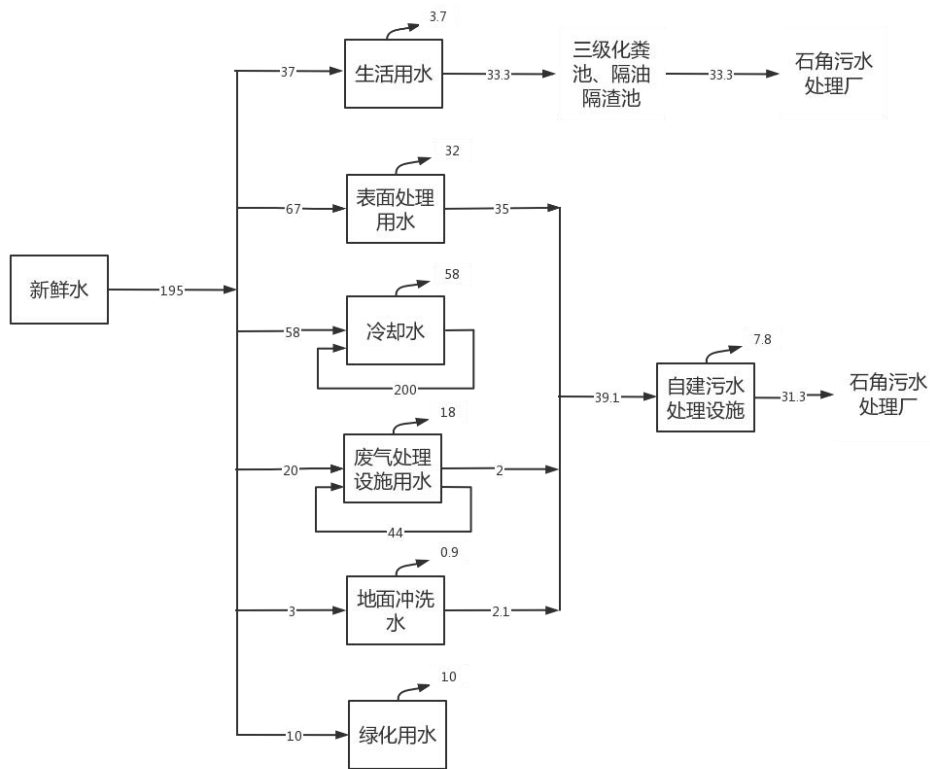 3.7
37
生活用水
33.3
三级化粪
池、隔油
隔渣池
33.3
石角污水
处理厂
32
67
表面处理
用水
35
新鲜水
195
58
58
冷却水
200
39.1
7.8
自建污水
处理设施
31.3
石角污水
处理厂
18
20
废气处理
设施用水
2
44
0.9
3
地面冲洗
水
2.1
10
10
绿化用水